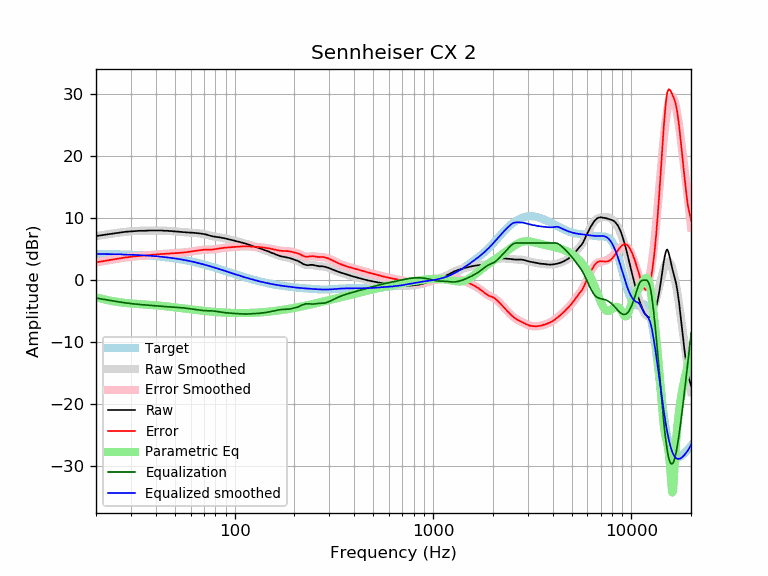 Sennheiser CX 2
Amplitude (dBr)
30
20
10
0
−10
−20
−30
Target
Raw Smoothed
Error Smoothed
Raw
Error
Parametric Eq
Equalization
Equalized smoothed
100
1000
10000
Frequency (Hz)